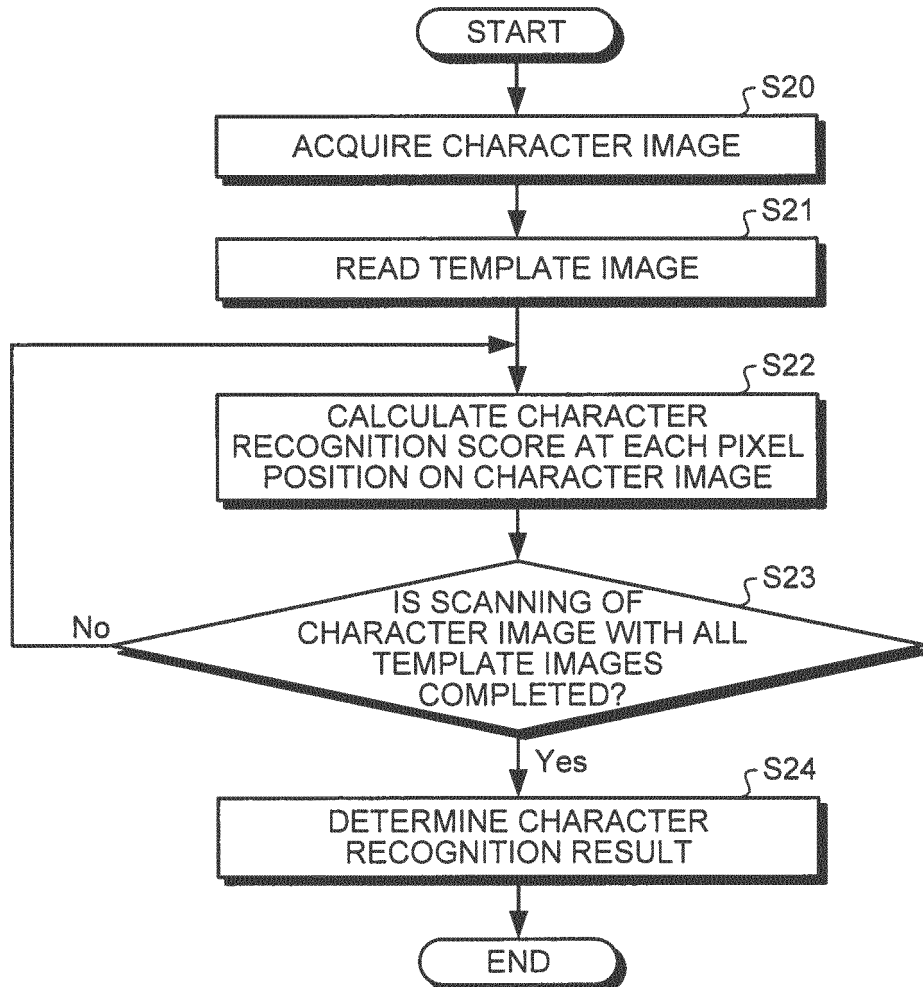 START
S20
ACQUIRE CHARACTER IMAGE
S21
READ TEMPLATE IMAGE
S22
CALCULATE CHARACTER
RECOGNITION SCORE AT EACH PIXEL
POSITION ON CHARACTER IMAGE
S23
IS SCANNING OF
CHARACTER IMAGE WITH ALL
TEMPLATE IMAGES
COMPLETED?
No
Yes
S24
DETERMINE CHARACTER
RECOGNITION RESULT
END